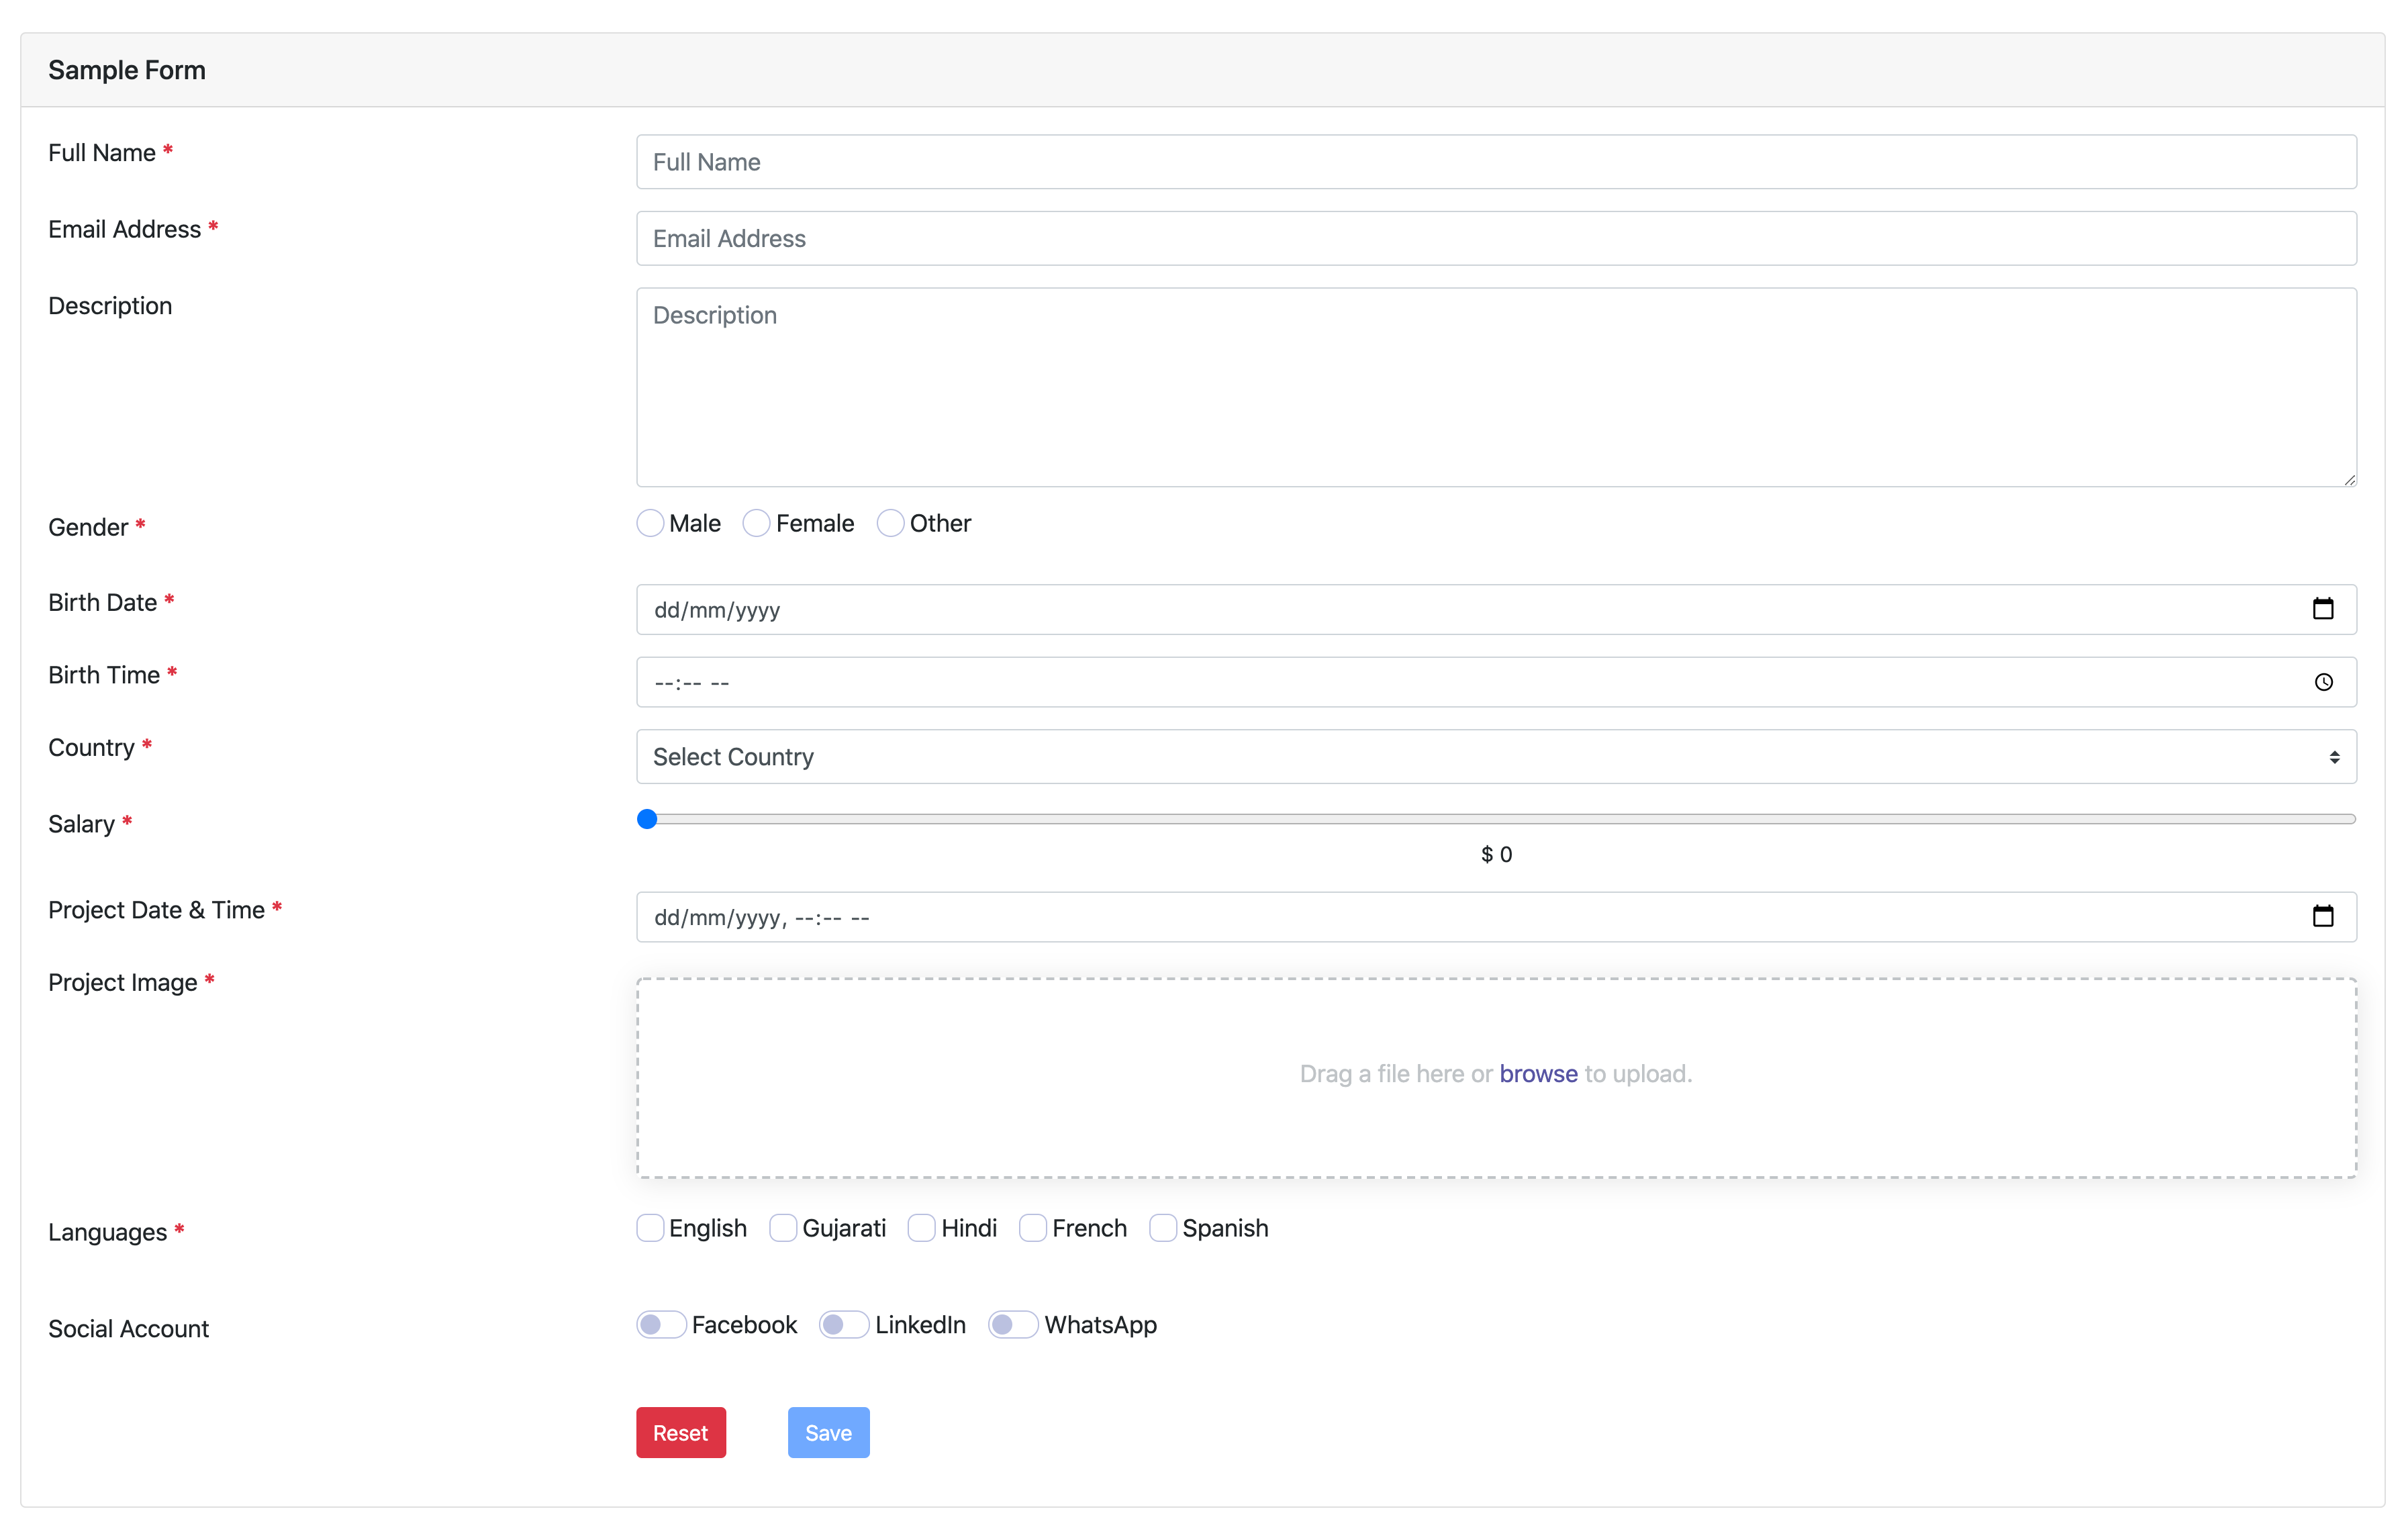 Sample Form
Full Name *
Full Name
Email Address *
Email Address
Description
Description
Gender *
Male Female Other
Birth Date *
dd/mm/yyyy
Birth Time *
--:-- --
Country *
Select Country
Salary *
$ 0
Project Date & Time *
dd/mm/yyyy, --:-- --
Project Image *
Drag a file here or browse to upload.
Languages *
English Gujarati Hindi French Spanish
Social Account
Facebook LinkedIn WhatsApp
Reset Save